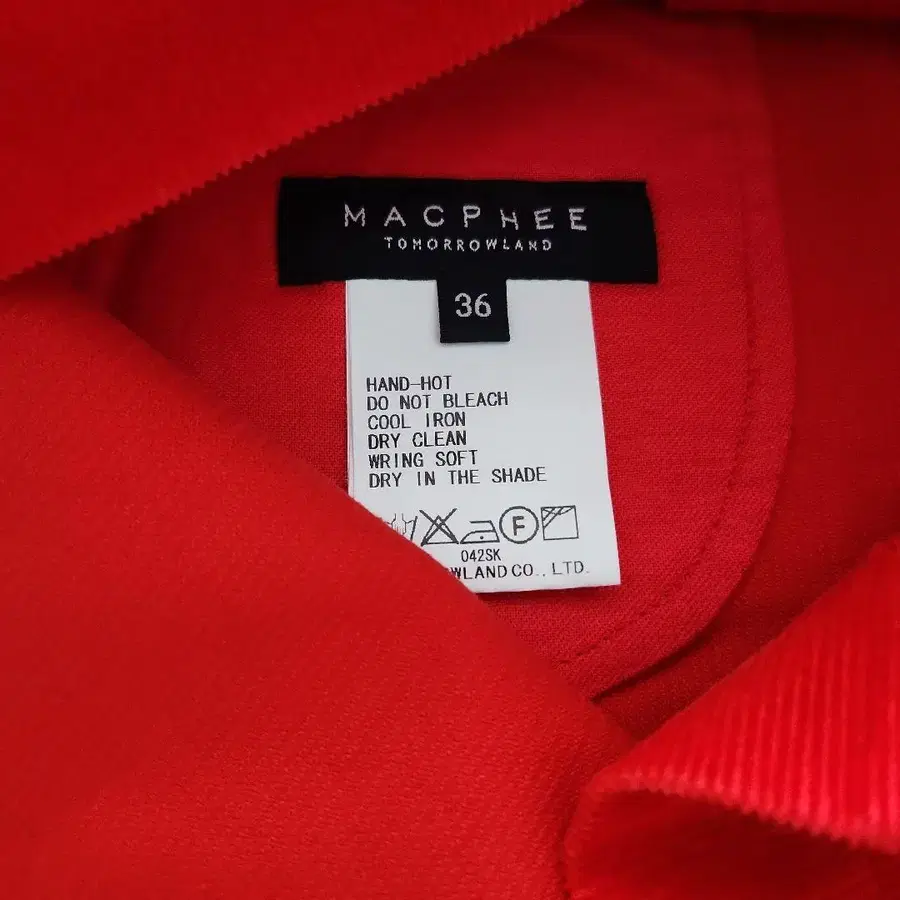 MACPHEE
TOMORROWLAND
36
HAND-HOT
DO NOT BLEACH
COOL IRON
DRY CLEAN
WRING SOFT
DRY IN THE SHADE
F
042SK
WLAND CO., LTD.